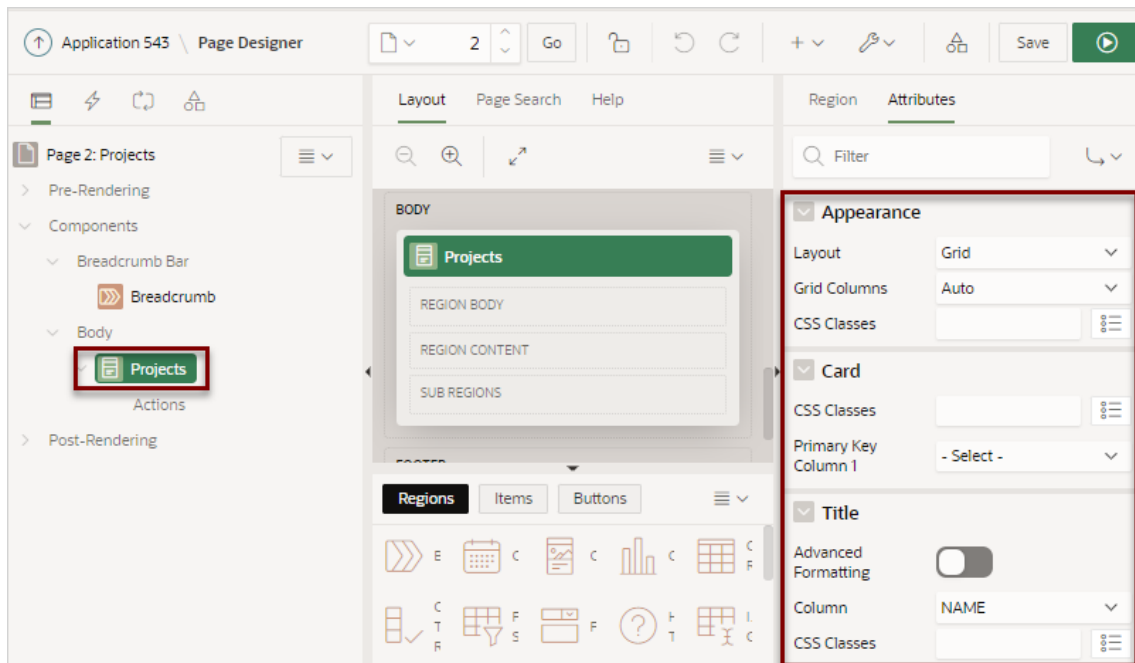 Application 543 \ Page Designer
2
Go
Save
Layout
Page Search
Help
Region
Attributes
Page 2: Projects
Filter
Pre-Rendering
Components
Breadcrumb Bar
Breadcrumb
Body
Projects
Actions
Post-Rendering
BODY
Projects
REGION BODY
REGION CONTENT
SUB REGIONS
Regions
Items
Buttons
E
C
C
C
F
F
Appearance
Layout
Grid
Grid Columns
Auto
CSS Classes
Card
CSS Classes
Primary Key
Column 1
- Select -
Title
Advanced
Formatting
Column
NAME
CSS Classes